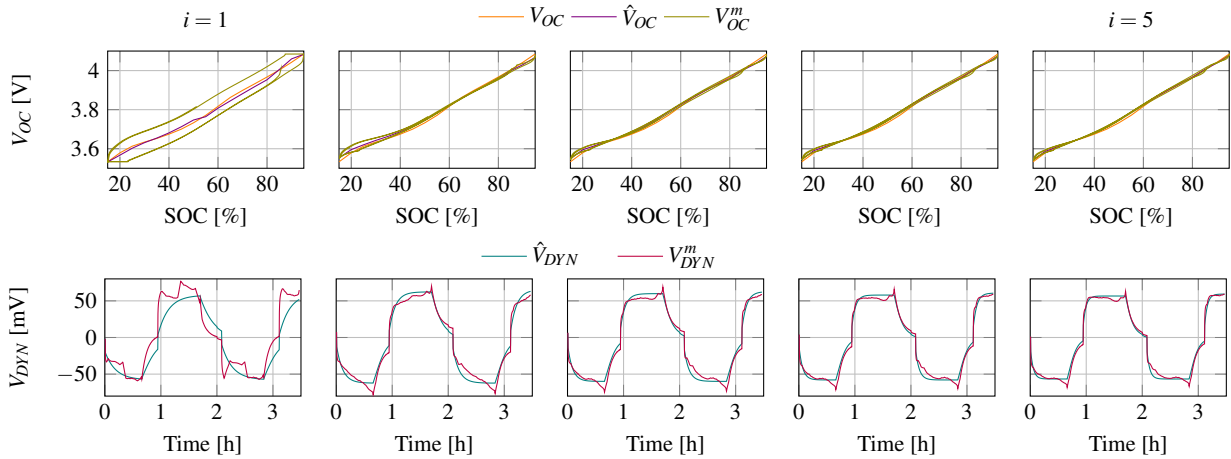 i = 1 V_OC V̂_OC V^m_OC i = 5
V_OC [V]
4
3.8
3.6
20 40 60 80 20 40 60 80 20 40 60 80 20 40 60 80 20 40 60 80
SOC [%] SOC [%] SOC [%] SOC [%] SOC [%]
V̂_DYN V^m_DYN
V_DYN [mV]
50
0
−50
0 1 2 3 0 1 2 3 0 1 2 3 0 1 2 3 0 1 2 3
Time [h] Time [h] Time [h] Time [h] Time [h]